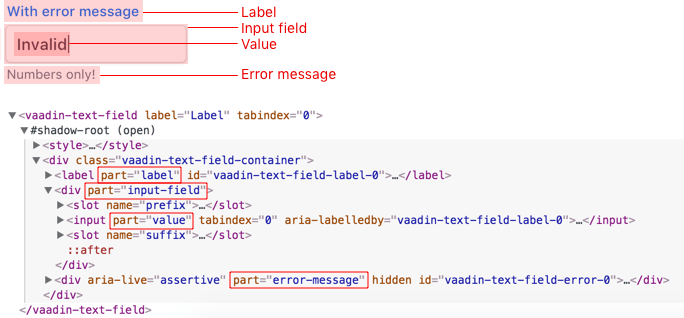 With error message Label
Input field
Invalid Value
Numbers only! Error message
▼<vaadin-text-field label="Label" tabindex="0">
▼#shadow-root (open)
▶<style>…</style>
▼<div class="vaadin-text-field-container">
▶<label part="label" id="vaadin-text-field-label-0">…</label>
▼<div part="input-field">
▶<slot name="prefix">…</slot>
▶<input part="value" tabindex="0" aria-labelledby="vaadin-text-field-label-0">…</input>
▶<slot name="suffix">…</slot>
::after
</div>
▶<div aria-live="assertive" part="error-message" hidden id="vaadin-text-field-error-0">…</div>
</div>
</vaadin-text-field>